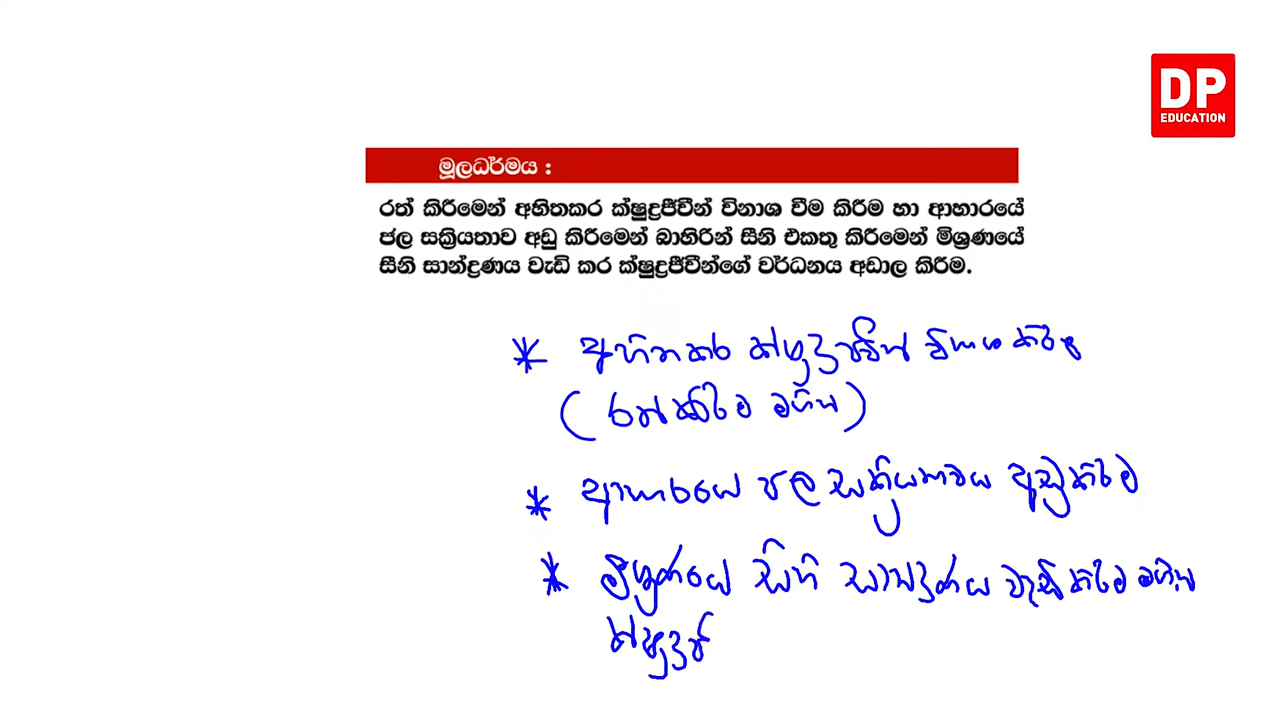 DP
EDUCATION
මූලධර්මය :
රත් කිරීමෙන් අහිතකර ක්ෂුද්‍රජීවීන් විනාශ වීම කිරීම හා ආහාරයේ
ජල සක්‍රියතාව අඩු කිරීමෙන් බාහිරින් සීනි එකතු කිරීමෙන් මිශ්‍රණයේ
සීනි සාන්ද්‍රණය වැඩි කර ක්ෂුද්‍රජීවීන්ගේ වර්ධනය අඩාල කිරීම.
* අහිතකර ක්ෂුද්‍රජීවීන් විනාශ කිරීම
( රත් කිරීම මගින් )
* ආහාරයේ ජල සක්‍රියතාවය අඩු කිරීම
* මිශ්‍රණයේ සීනි සාන්ද්‍රණය වැඩි කිරීම මගින්
ක්ෂුද්‍රජී